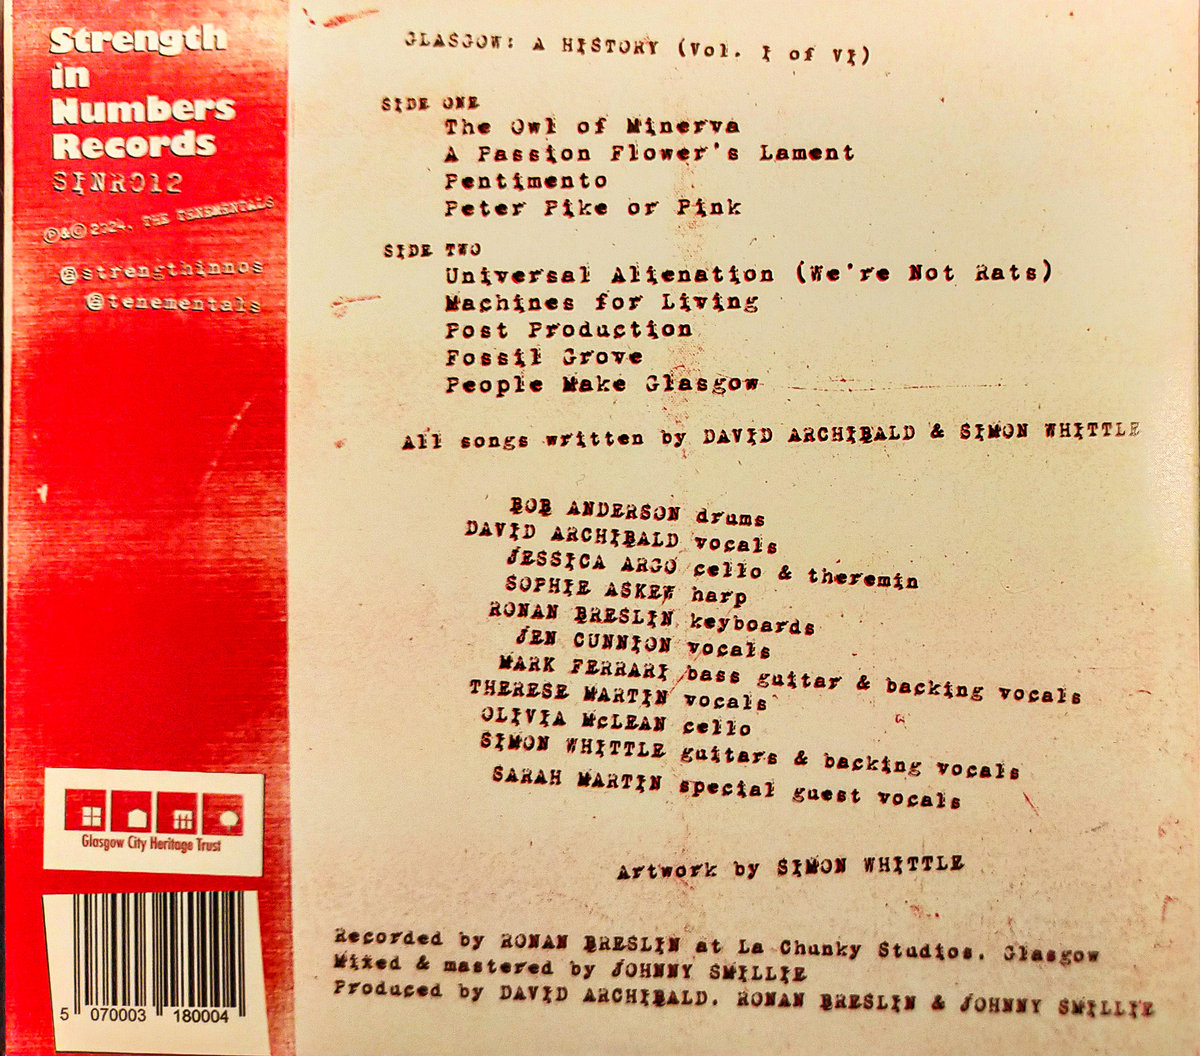 Strength
in
Numbers
Records
SINR012
℗&© 2024, THE TENEMENTALS
@strengthinnos
@tenementals
GLASGOW: A HISTORY (Vol. I of VI)
SIDE ONE
The Owl of Minerva
A Passion Flower's Lament
Pentimento
Peter Pike or Pink
SIDE TWO
Universal Alienation (We're Not Rats)
Machines for Living
Post Production
Fossil Grove
People Make Glasgow
All songs written by DAVID ARCHIBALD & SIMON WHITTLE
BOB ANDERSON drums
DAVID ARCHIBALD vocals
JESSICA ARGO cello & theremin
SOPHIE ASKEW harp
RONAN BRESLIN keyboards
JEN CUNNION vocals
MARK FERRARI bass guitar & backing vocals
THERESE MARTIN vocals
OLIVIA McLEAN cello
SIMON WHITTLE guitars & backing vocals
SARAH MARTIN special guest vocals
Artwork by SIMON WHITTLE
Recorded by RONAN BRESLIN at La Chunky Studios, Glasgow
Mixed & mastered by JOHNNY SMILLIE
Produced by DAVID ARCHIBALD, RONAN BRESLIN & JOHNNY SMILLIE
Glasgow City Heritage Trust
5 070003 180004